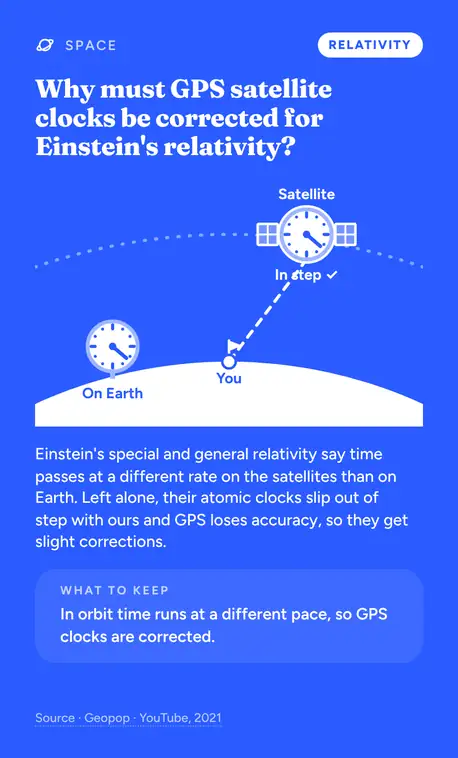 SPACE
RELATIVITY
Why must GPS satellite
clocks be corrected for
Einstein's relativity?
Satellite
In step ✓
You
On Earth
Einstein's special and general relativity say time
passes at a different rate on the satellites than on
Earth. Left alone, their atomic clocks slip out of
step with ours and GPS loses accuracy, so they get
slight corrections.
WHAT TO KEEP
In orbit time runs at a different pace, so GPS
clocks are corrected.
Source · Geopop · YouTube, 2021